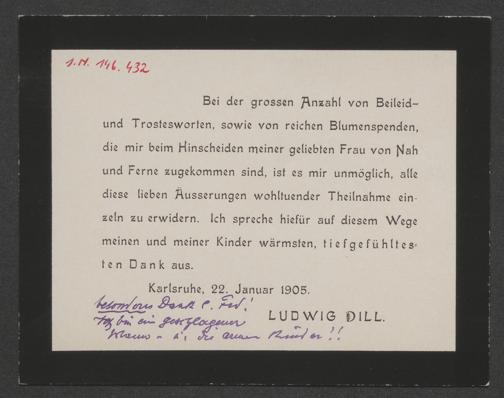 I.N. 146.432
Bei der grossen Anzahl von Beileid–
und Trostesworten, sowie von reichen Blumenspenden,
die mir beim Hinscheiden meiner geliebten Frau von Nah
und Ferne zugekommen sind, ist es mir unmöglich, alle
diese lieben Äusserungen wohltuender Theilnahme ein-
zeln zu erwidern. Ich spreche hiefür auf diesem Wege
meinen und meiner Kinder wärmsten, tiefgefühltes-
ten Dank aus.
Karlsruhe, 22. Januar 1905.
LUDWIG DILL.
besonderen Dank
Ich bin ein geschlagener
Mann – u. die armen Kinder!!